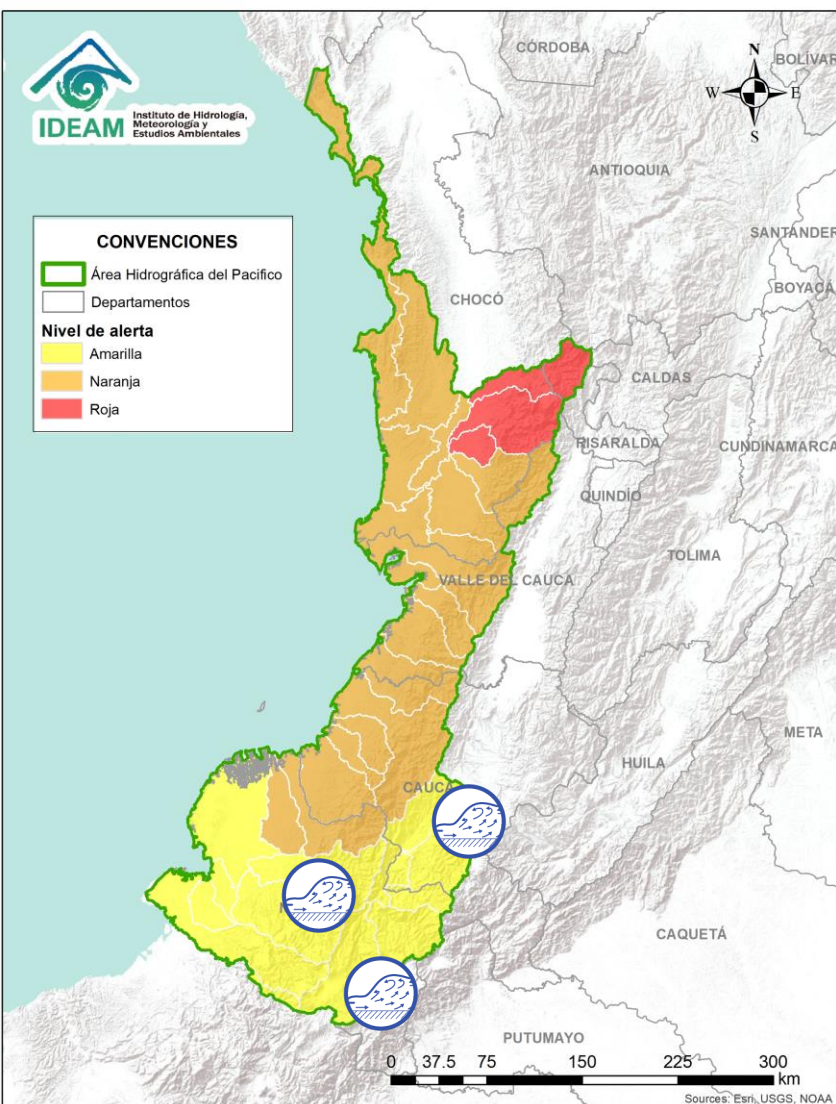 IDEAM
Instituto de Hidrología,
Meteorología y
Estudios Ambientales
CÓRDOBA
BOLÍVAR
N
W
E
S
ANTIOQUIA
SANTANDER
BOYACÁ
CONVENCIONES
Área Hidrográfica del Pacifico
Departamentos
Nivel de alerta
Amarilla
Naranja
Roja
CHOCÓ
CALDAS
RISARALDA
CUNDINAMARCA
QUINDÍO
TOLIMA
VALLE DEL CAUCA
META
HUILA
CAUCA
CAQUETÁ
PUTUMAYO
0 37.5 75 150 225 300
km
Sources: Esri, USGS, NOAA